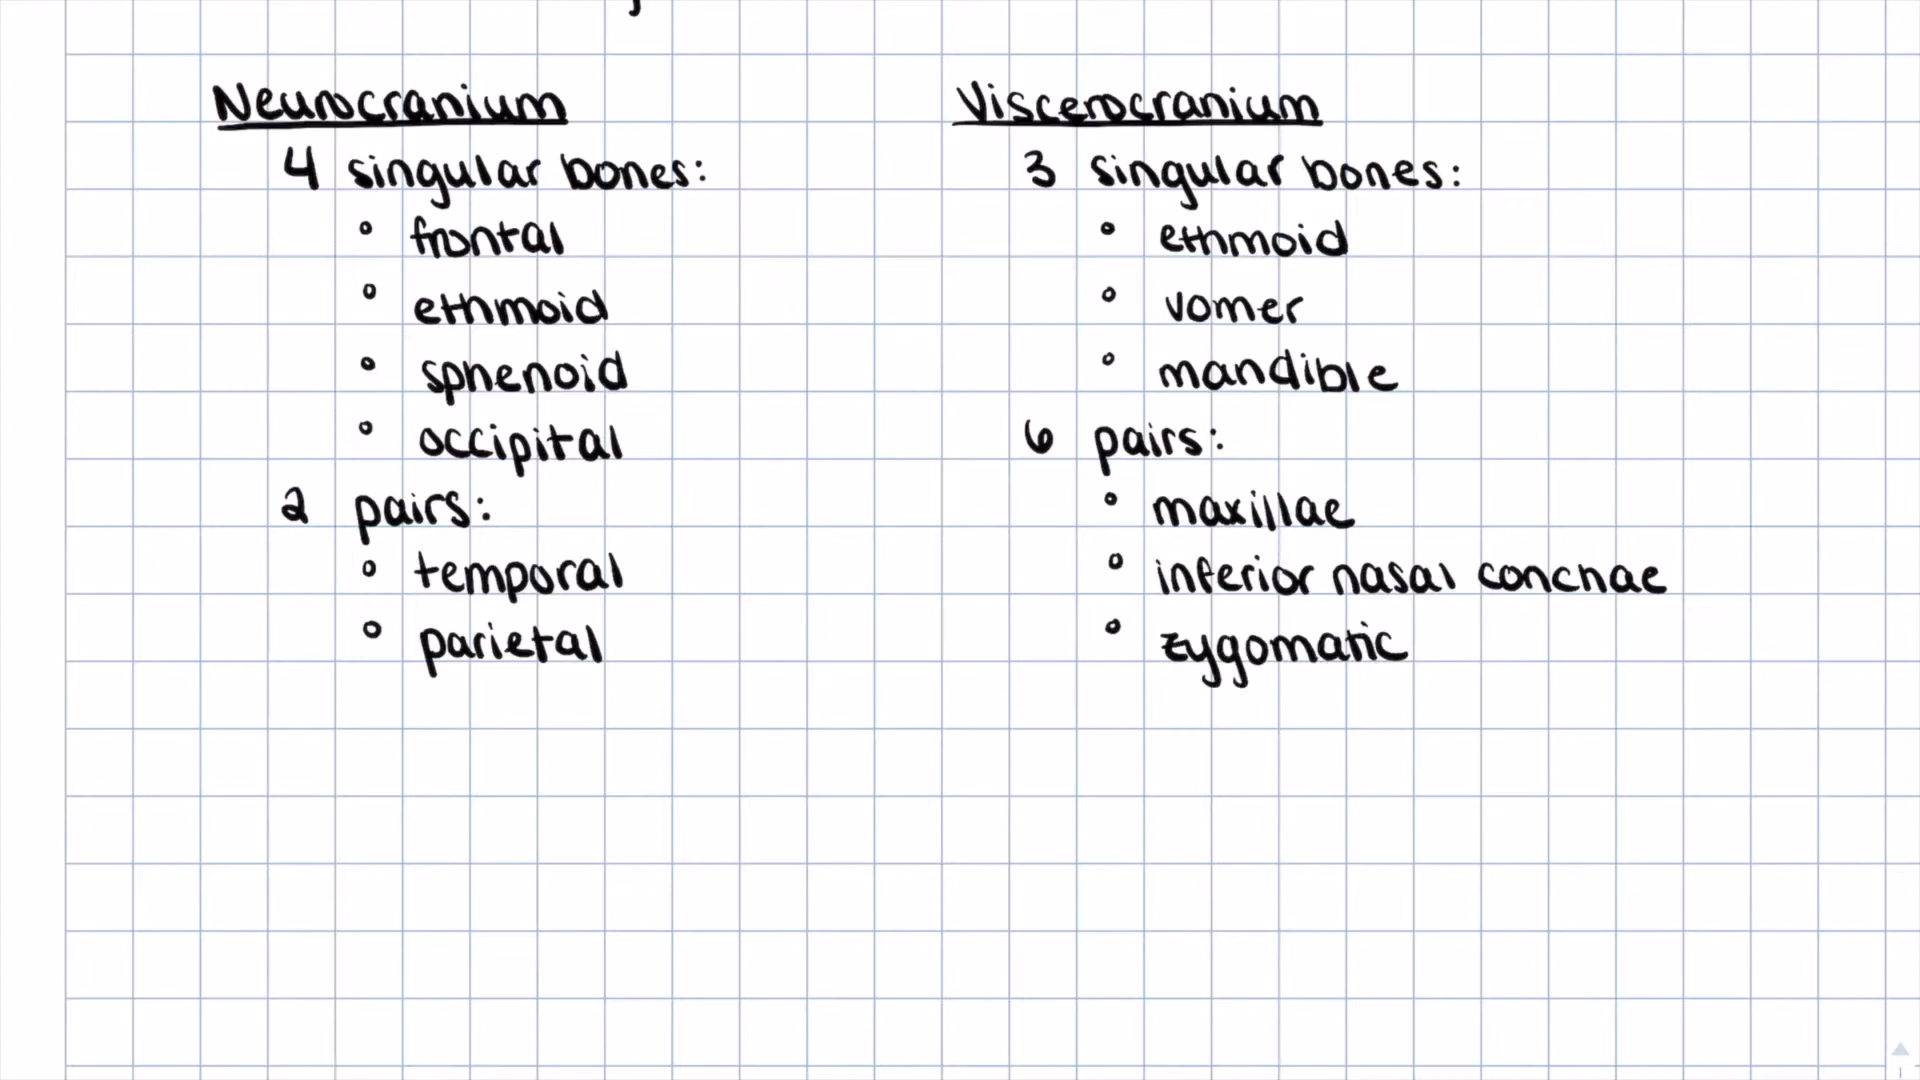 Neurocranium
4 singular bones:
° frontal
° ethmoid
° sphenoid
° occipital
2 pairs:
° temporal
° parietal
Viscerocranium
3 singular bones:
° ethmoid
° vomer
° mandible
6 pairs:
° maxillae
° inferior nasal conchae
° zygomatic